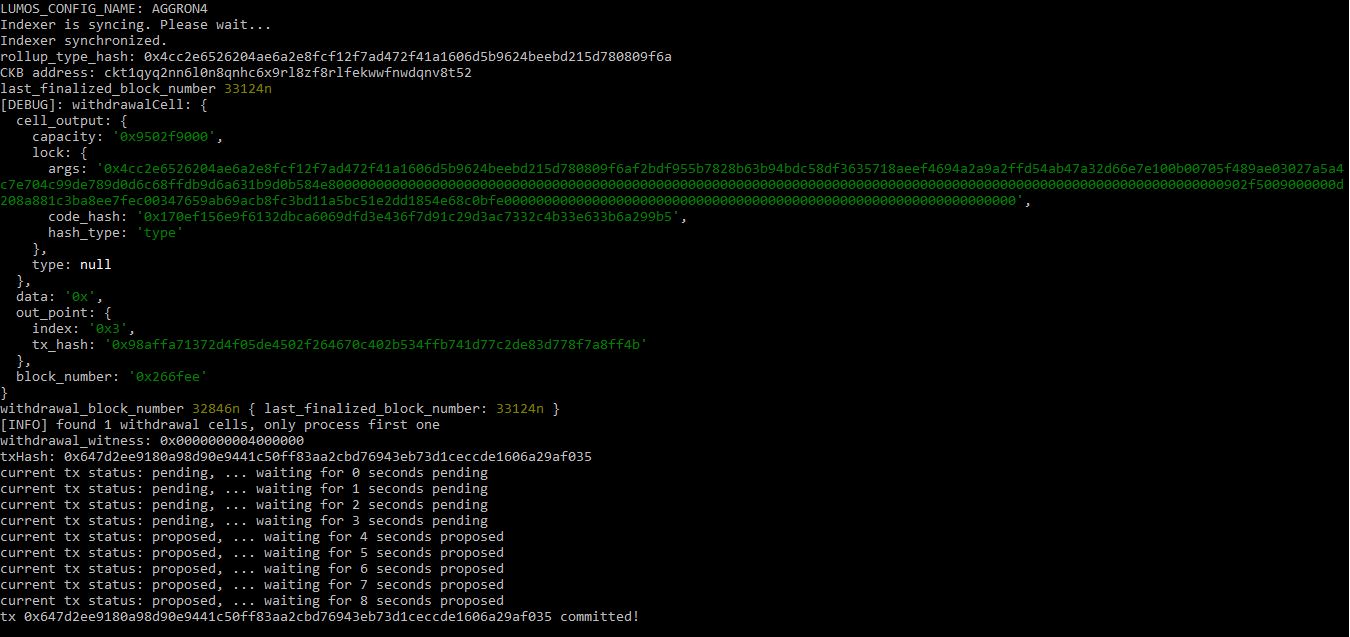 LUMOS_CONFIG_NAME: AGGRON4
Indexer is syncing. Please wait...
Indexer synchronized.
rollup_type_hash: 0x4cc2e6526204ae6a2e8fcf12f7ad472f41a1606d5b9624beebd215d780809f6a
CKB address: ckt1qyq2nn6l0n8qnhc6x9rl8zf8rlfekwwfnwdqnv8t52
last_finalized_block_number 33124n
[DEBUG]: withdrawalCell: {
  cell_output: {
    capacity: '0x9502f9000',
    lock: {
      args: '0x4cc2e6526204ae6a2e8fcf12f7ad472f41a1606d5b9624beebd215d780809f6af2bdf955b7828b63b94bdc58df3635718aeef4694a2a9a2ffd54ab47a32d66e7e100b00705f489ae03027a5a4
      code_hash: '0x170ef156e9f6132dbca6069dfd3e436f7d91c29d3ac7332c4b33e633b6a299b5',
      hash_type: 'type'
    },
    type: null
  },
  data: '0x',
  out_point: {
    index: '0x3',
    tx_hash: '0x98affa71372d4f05de4502f264670c402b534ffb741d77c2de83d778f7a8ff4b'
  },
  block_number: '0x266fee'
}
withdrawal_block_number 32846n { last_finalized_block_number: 33124n }
[INFO] found 1 withdrawal cells, only process first one
withdrawal_witness: 0x0000000004000000
txHash: 0x647d2ee9180a98d90e9441c50ff83aa2cbd76943eb73d1ceccde1606a29af035
current tx status: pending, ... waiting for 0 seconds pending
current tx status: pending, ... waiting for 1 seconds pending
current tx status: pending, ... waiting for 2 seconds pending
current tx status: pending, ... waiting for 3 seconds pending
current tx status: proposed, ... waiting for 4 seconds proposed
current tx status: proposed, ... waiting for 5 seconds proposed
current tx status: proposed, ... waiting for 6 seconds proposed
current tx status: proposed, ... waiting for 7 seconds proposed
current tx status: proposed, ... waiting for 8 seconds proposed
tx 0x647d2ee9180a98d90e9441c50ff83aa2cbd76943eb73d1ceccde1606a29af035 committed!